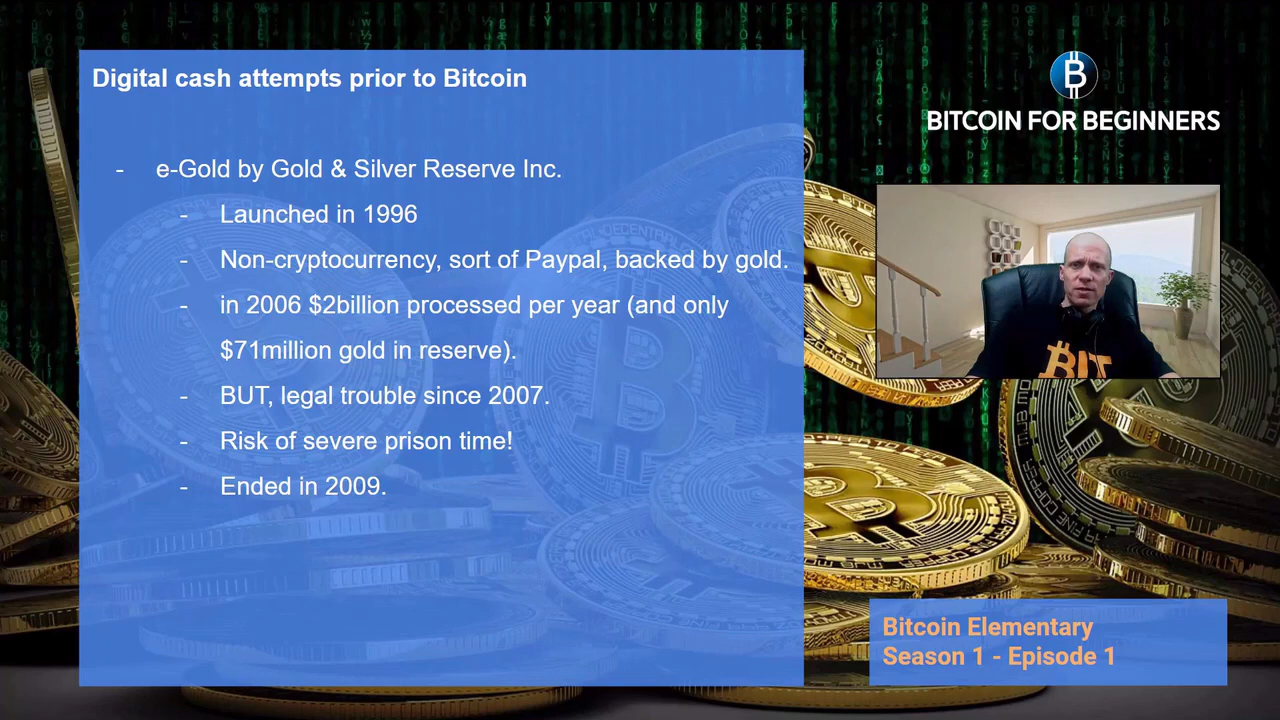 Digital cash attempts prior to Bitcoin
- e-Gold by Gold & Silver Reserve Inc.
- Launched in 1996
- Non-cryptocurrency, sort of Paypal, backed by gold.
- in 2006 $2billion processed per year (and only
$71million gold in reserve).
- BUT, legal trouble since 2007.
- Risk of severe prison time!
- Ended in 2009.
BITCOIN FOR BEGINNERS
BIT
Bitcoin Elementary
Season 1 - Episode 1